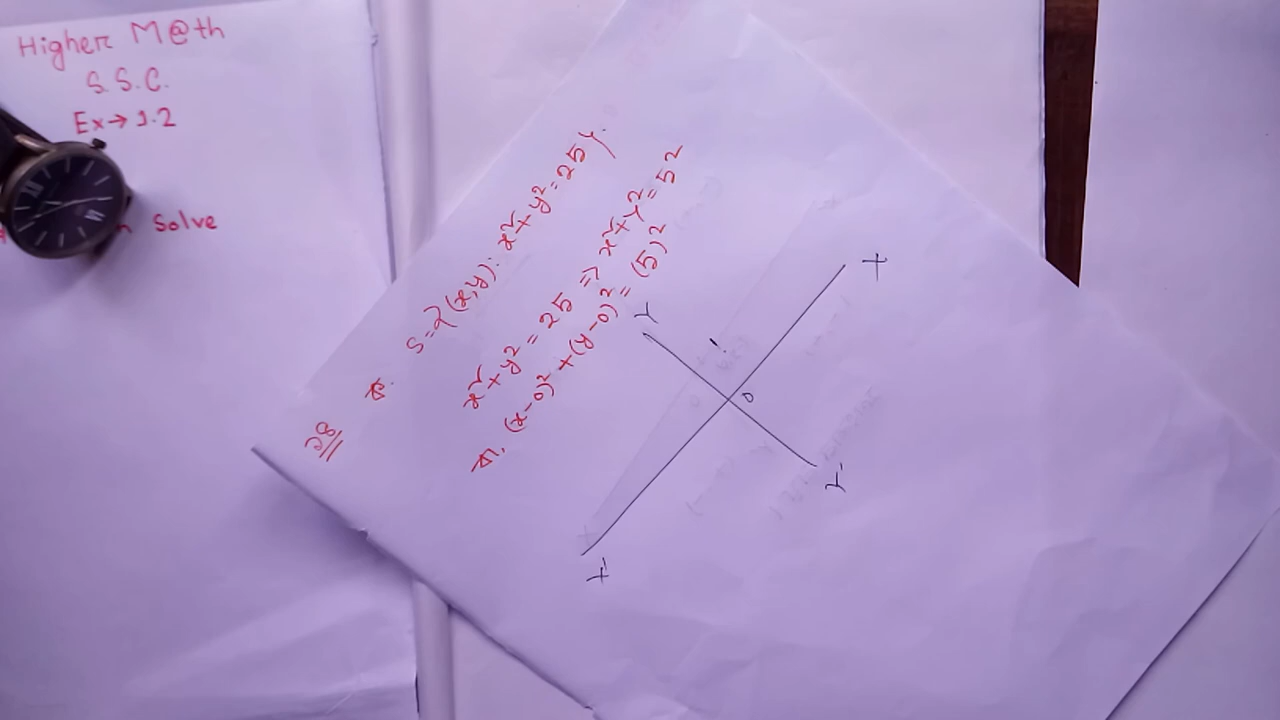 Higher M@th
S.S.C.
Ex→1.2
Solve
28
S={(x,y): x²+y²=25}.
x²+y²=25 => x²+y²=5²
(x-0)²+(y-0)²=(5)²
Y
X
O
X'
Y'